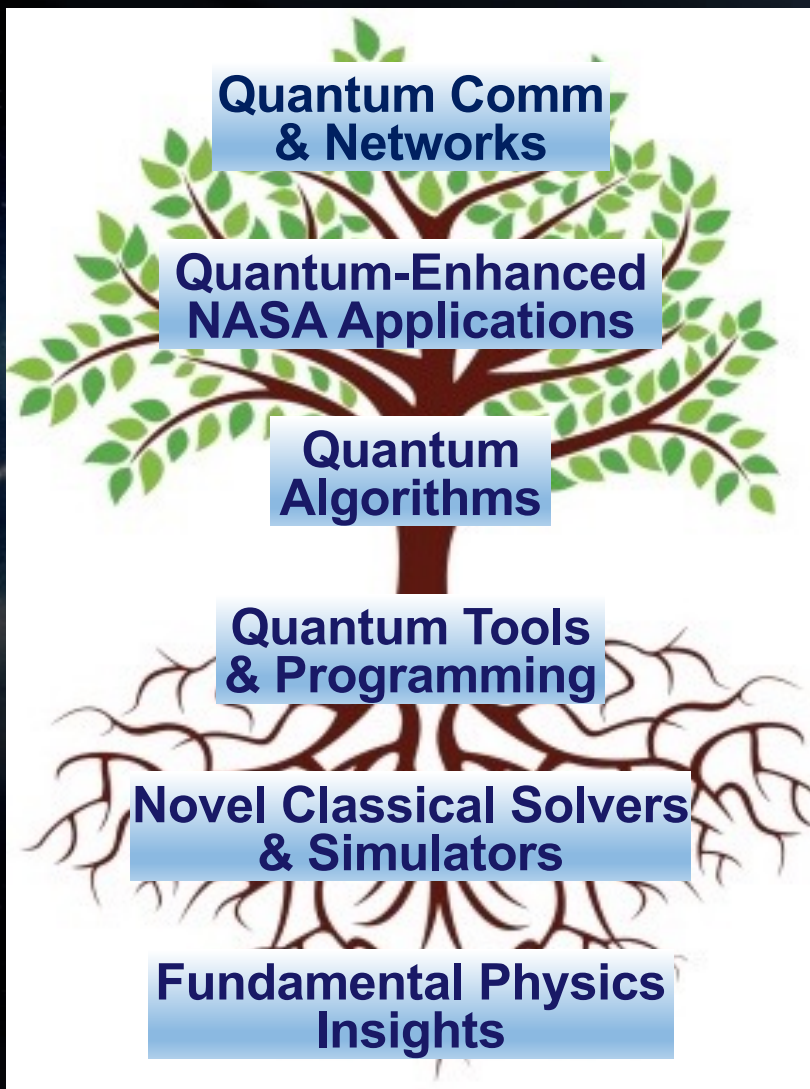 Quantum Comm
& Networks
Quantum-Enhanced
NASA Applications
Quantum
Algorithms
Quantum Tools
& Programming
Novel Classical Solvers
& Simulators
Fundamental Physics
Insights